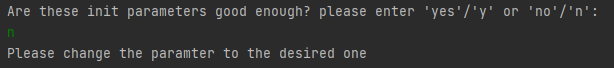 Are these init parameters good enough? please enter 'yes'/'y' or 'no'/'n':
n
Please change the paramter to the desired one